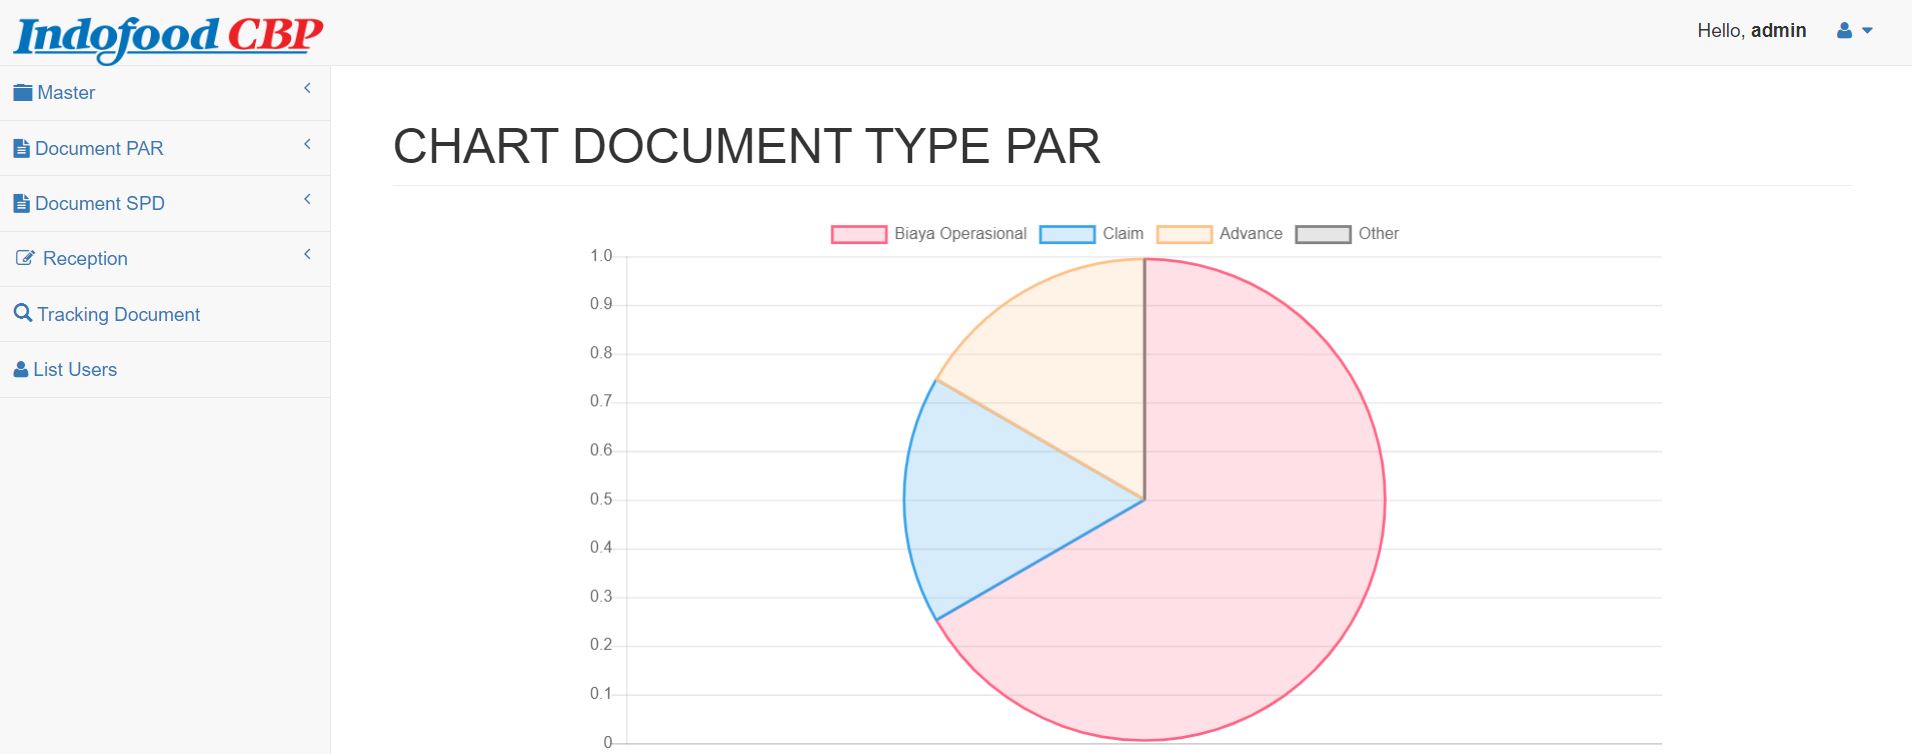 Indofood CBP
Hello, admin
Master
Document PAR
Document SPD
Reception
Tracking Document
List Users
CHART DOCUMENT TYPE PAR
Biaya Operasional Claim Advance Other
1.0
0.9
0.8
0.7
0.6
0.5
0.4
0.3
0.2
0.1
0